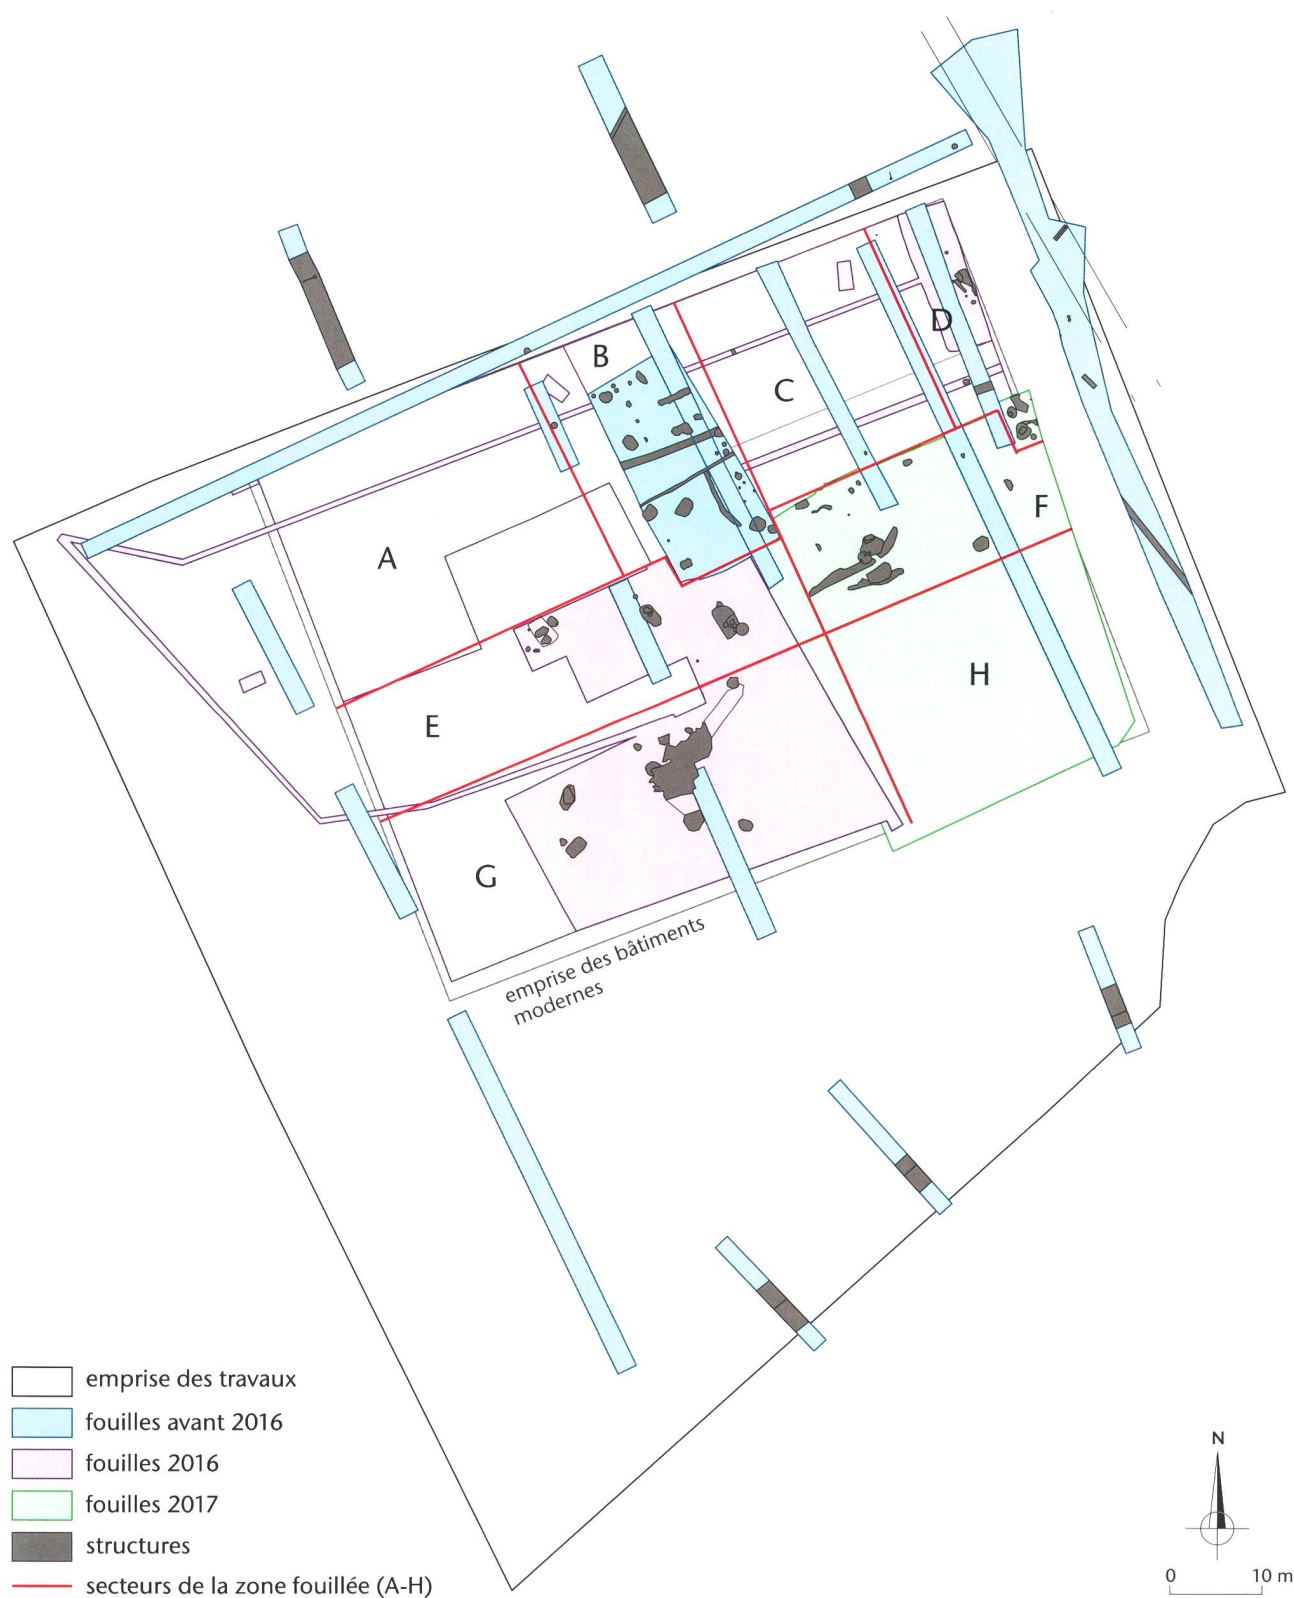 D
B
C
F
A
H
E
G
emprise des bâtiments
modernes
emprise des travaux
fouilles avant 2016
fouilles 2016
fouilles 2017
structures
secteurs de la zone fouillée (A-H)
N
0 10 m